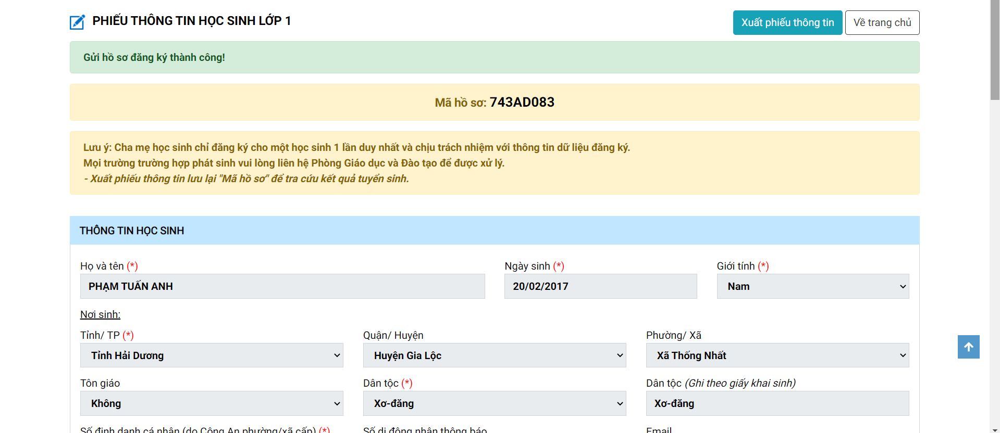 PHIẾU THÔNG TIN HỌC SINH LỚP 1
Xuất phiếu thông tin
Về trang chủ
Gửi hồ sơ đăng ký thành công!
Mã hồ sơ: 743AD083
Lưu ý: Cha mẹ học sinh chỉ đăng ký cho một học sinh 1 lần duy nhất và chịu trách nhiệm với thông tin dữ liệu đăng ký.
Mọi trường trường hợp phát sinh vui lòng liên hệ Phòng Giáo dục và Đào tạo để được xử lý.
- Xuất phiếu thông tin lưu lại "Mã hồ sơ" để tra cứu kết quả tuyển sinh.
THÔNG TIN HỌC SINH
Họ và tên (*)
Ngày sinh (*)
Giới tính (*)
PHẠM TUẤN ANH
20/02/2017
Nam
Nơi sinh:
Tỉnh/ TP (*)
Quận/ Huyện
Phường/ Xã
Tỉnh Hải Dương
Huyện Gia Lộc
Xã Thống Nhất
Tôn giáo
Dân tộc (*)
Dân tộc (Ghi theo giấy khai sinh)
Không
Xơ-đăng
Xơ-đăng
Số định danh cá nhân (do Công An phường/xã cấp) (*)
Số di động nhận thông báo
Email